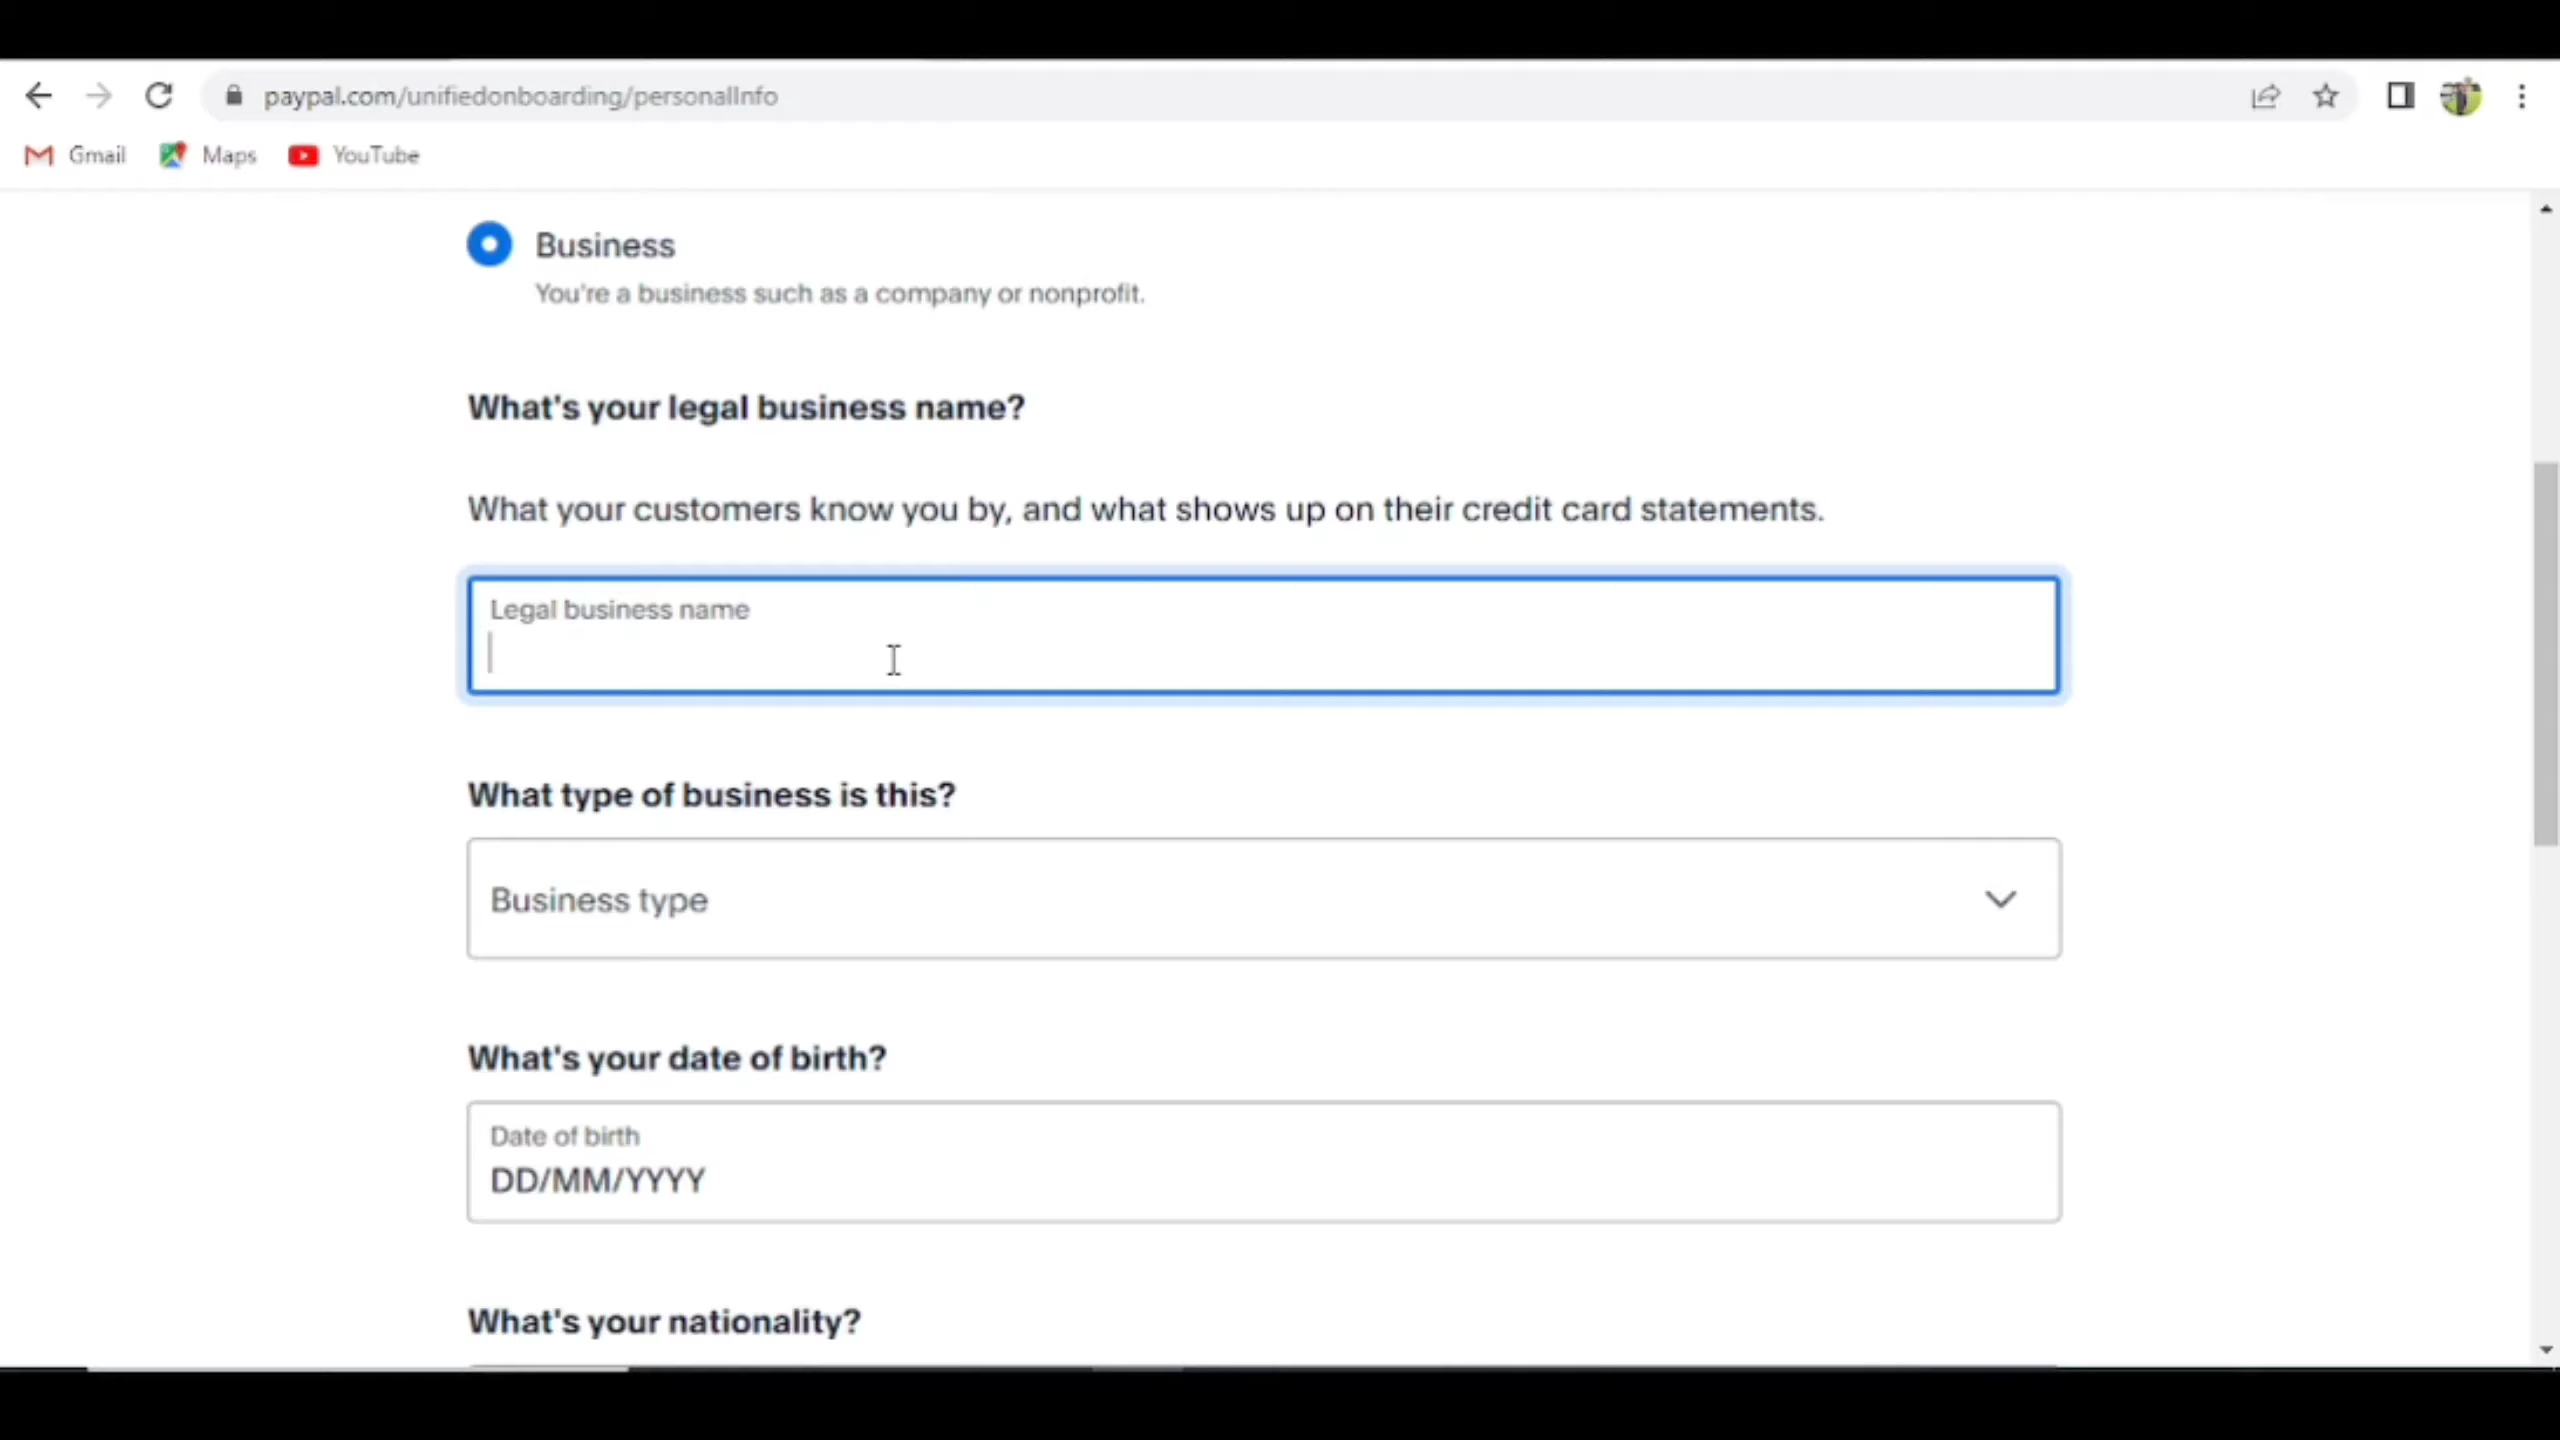 paypal.com/unifiedonboarding/personalInfo
Gmail Maps YouTube
Business
You're a business such as a company or nonprofit.
What's your legal business name?
What your customers know you by, and what shows up on their credit card statements.
Legal business name
What type of business is this?
Business type
What's your date of birth?
Date of birth
DD/MM/YYYY
What's your nationality?